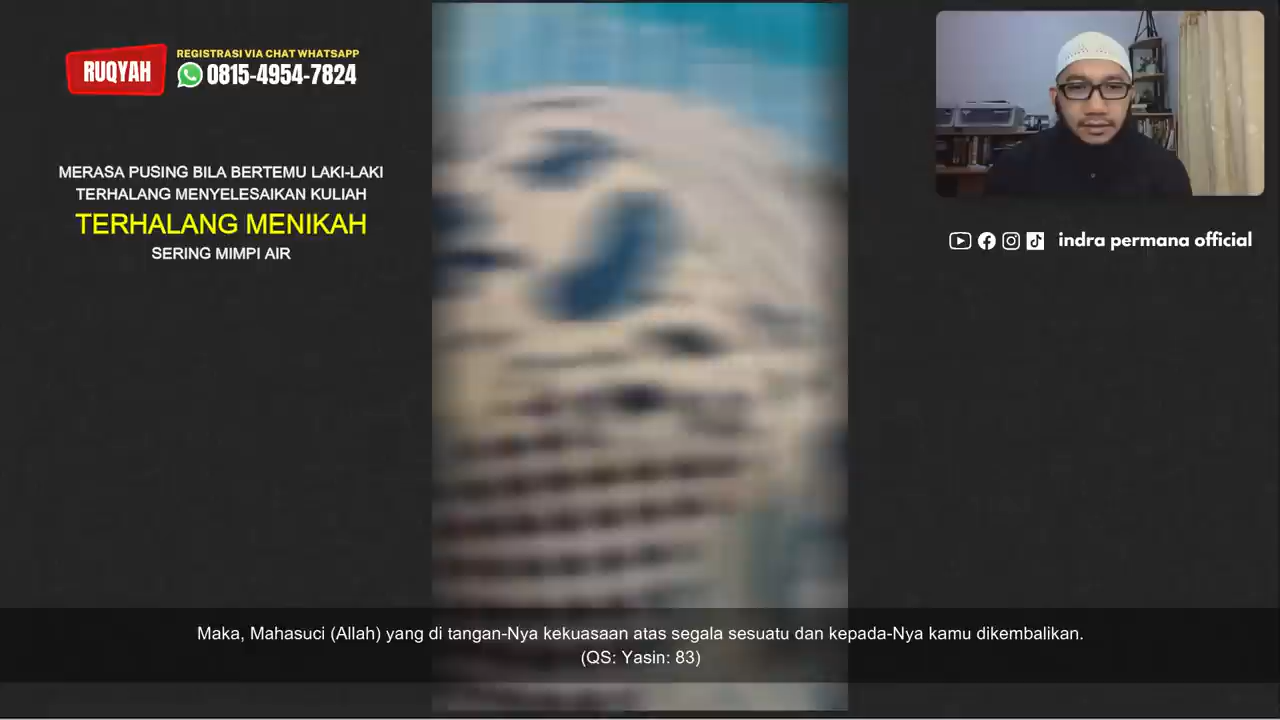 RUQYAH
REGISTRASI VIA CHAT WHATSAPP
0815-4954-7824
MERASA PUSING BILA BERTEMU LAKI-LAKI
TERHALANG MENYELESAIKAN KULIAH
TERHALANG MENIKAH
SERING MIMPI AIR
indra permana official
Maka, Mahasuci (Allah) yang di tangan-Nya kekuasaan atas segala sesuatu dan kepada-Nya kamu dikembalikan.
(QS: Yasin: 83)